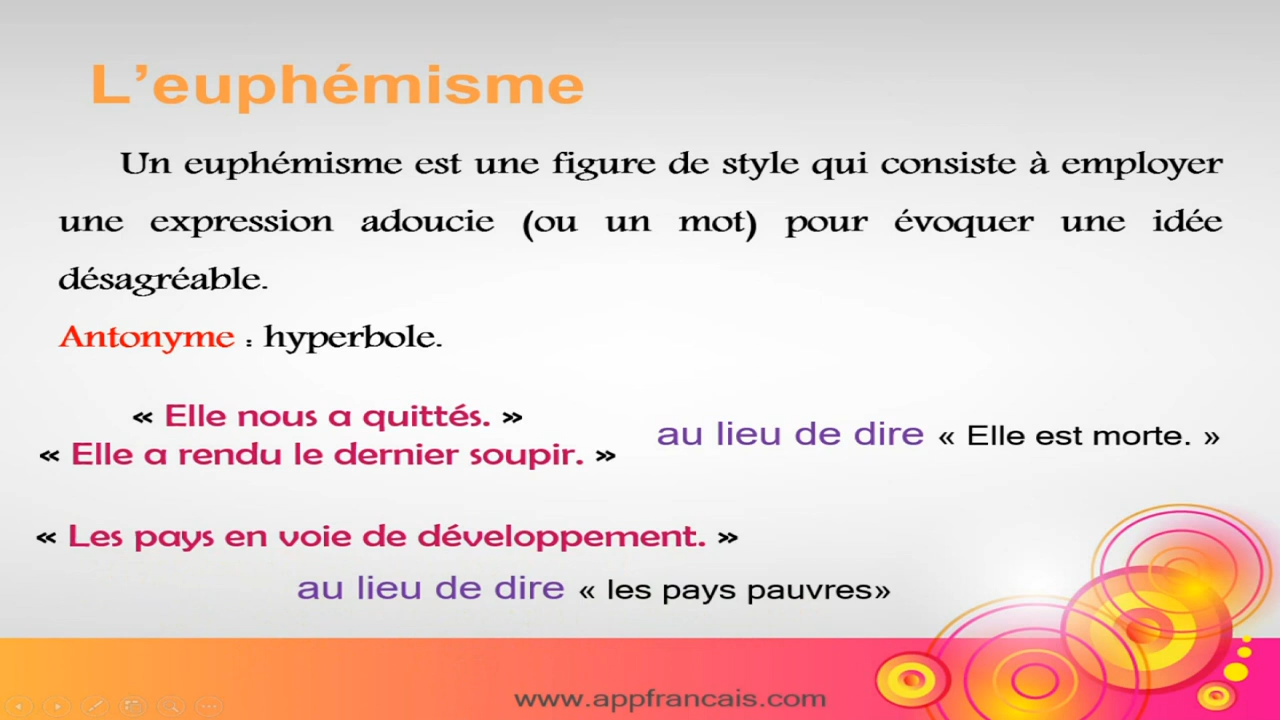 L’euphémisme
Un euphémisme est une figure de style qui consiste à employer
une expression adoucie (ou un mot) pour évoquer une idée
désagréable.
Antonyme : hyperbole.
« Elle nous a quittés. »
« Elle a rendu le dernier soupir. »
au lieu de dire « Elle est morte. »
« Les pays en voie de développement. »
au lieu de dire « les pays pauvres»
www.appfrancais.com